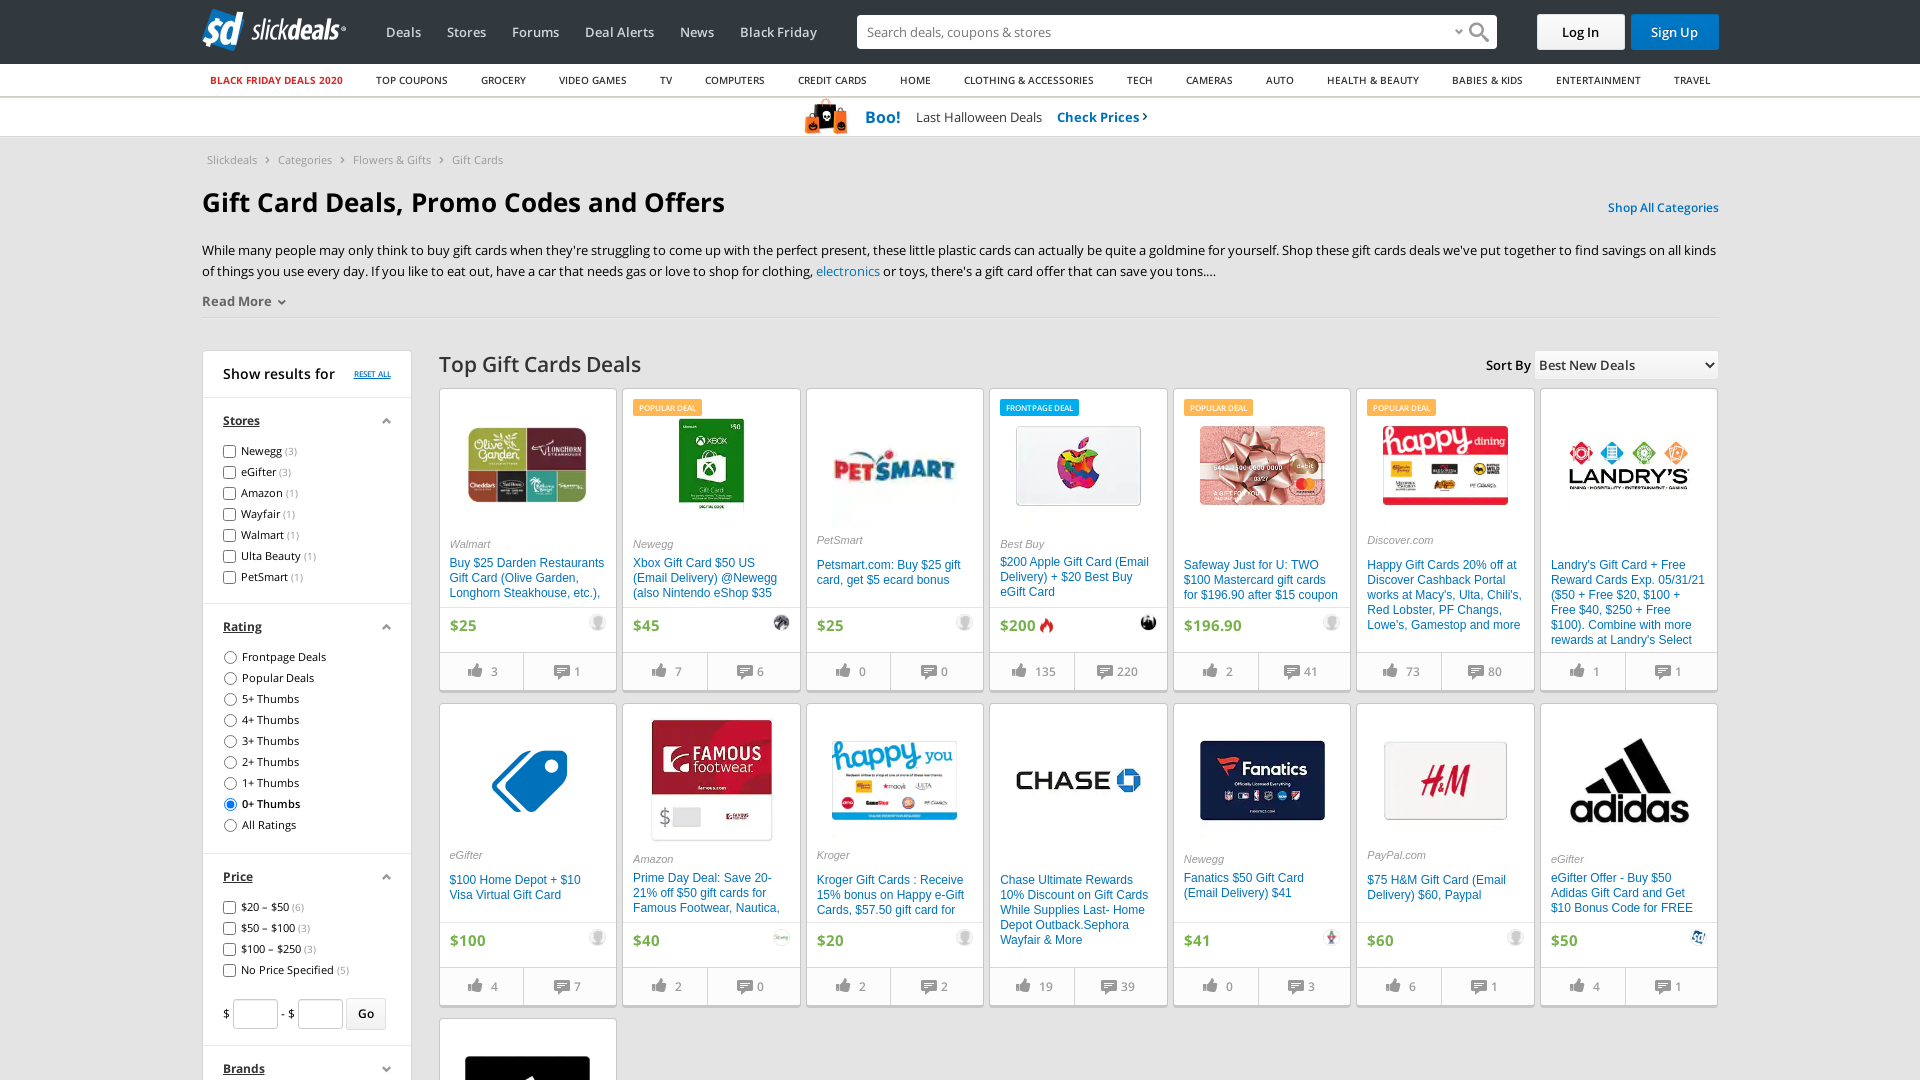 slickdeals
Deals
Stores
Forums
Deal Alerts
News
Black Friday
Search deals, coupons & stores
Log In
Sign Up
BLACK FRIDAY DEALS 2020
TOP COUPONS
GROCERY
VIDEO GAMES
TV
COMPUTERS
CREDIT CARDS
HOME
CLOTHING & ACCESSORIES
TECH
CAMERAS
AUTO
HEALTH & BEAUTY
BABIES & KIDS
ENTERTAINMENT
TRAVEL
Boo! Last Halloween Deals Check Prices
Slickdeals > Categories > Flowers & Gifts > Gift Cards
Gift Card Deals, Promo Codes and Offers
Shop All Categories
While many people may only think to buy gift cards when they're struggling to come up with the perfect present, these little plastic cards can actually be quite a goldmine for yourself. Shop these gift cards deals we've put together to find savings on all kinds
of things you use every day. If you like to eat out, have a car that needs gas or love to shop for clothing, electronics or toys, there's a gift card offer that can save you tons....
Read More
Show results for
RESET ALL
Stores
Newegg (3)
eGifter (3)
Amazon (1)
Wayfair (1)
Walmart (1)
Ulta Beauty (1)
PetSmart (1)
Rating
Frontpage Deals
Popular Deals
5+ Thumbs
4+ Thumbs
3+ Thumbs
2+ Thumbs
1+ Thumbs
0+ Thumbs
All Ratings
Price
$20 – $50 (6)
$50 – $100 (3)
$100 – $250 (3)
No Price Specified (5)
$ - $ Go
Brands
Top Gift Cards Deals
Sort By Best New Deals
Olive Garden
LONGHORN
STEAKHOUSE
Cheddar's
Walmart
Buy $25 Darden Restaurants
Gift Card (Olive Garden,
Longhorn Steakhouse, etc.),
$25
3
1
POPULAR DEAL
$50
XBOX
Gift Card
DIGITAL CODE
Newegg
Xbox Gift Card $50 US
(Email Delivery) @Newegg
(also Nintendo eShop $35
$45
7
6
PETSMART
PetSmart
Petsmart.com: Buy $25 gift
card, get $5 ecard bonus
$25
0
0
FRONTPAGE DEAL
Best Buy
$200 Apple Gift Card (Email
Delivery) + $20 Best Buy
eGift Card
$200
135
220
POPULAR DEAL
debit
A GIFT FOR YOU
Safeway Just for U: TWO
$100 Mastercard gift cards
for $196.90 after $15 coupon
$196.90
2
41
POPULAR DEAL
happy dining
Discover.com
Happy Gift Cards 20% off at
Discover Cashback Portal
works at Macy's, Ulta, Chili's,
Red Lobster, PF Changs,
Lowe's, Gamestop and more
73
80
LANDRY'S
DINING • HOSPITALITY • ENTERTAINMENT • GAMING
Landry's Gift Card + Free
Reward Cards Exp. 05/31/21
($50 + Free $20, $100 +
Free $40, $250 + Free
$100). Combine with more
rewards at Landry's Select
1
1
eGifter
$100 Home Depot + $10
Visa Virtual Gift Card
$100
4
7
FAMOUS
footwear.
famous.com
$
Amazon
Prime Day Deal: Save 20-
21% off $50 gift cards for
Famous Footwear, Nautica,
$40
2
0
happy you
macy's
ULTA
GameStop
Kroger
Kroger Gift Cards : Receive
15% bonus on Happy e-Gift
Cards, $57.50 gift card for
$20
2
2
CHASE
Chase Ultimate Rewards
10% Discount on Gift Cards
While Supplies Last- Home
Depot Outback.Sephora
Wayfair & More
19
39
Fanatics
Officially Licensed Everything
Newegg
Fanatics $50 Gift Card
(Email Delivery) $41
$41
0
3
H&M
PayPal.com
$75 H&M Gift Card (Email
Delivery) $60, Paypal
$60
6
1
adidas
eGifter
eGifter Offer - Buy $50
Adidas Gift Card and Get
$10 Bonus Code for FREE
$50
4
1